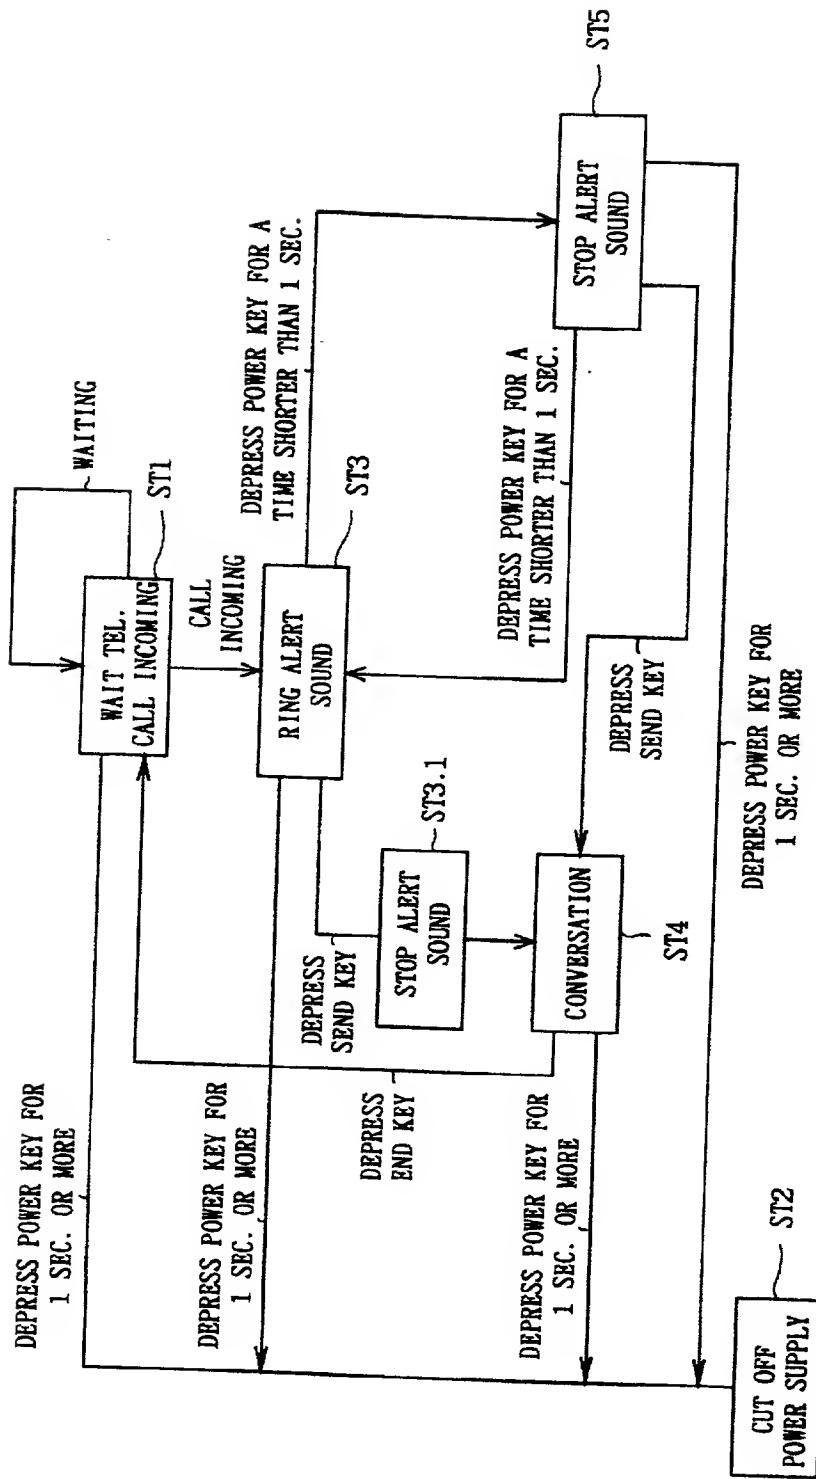 WAITING
WAIT TEL.
CALL INCOMING
ST1
DEPRESS POWER KEY FOR
1 SEC. OR MORE
CALL
INCOMING
RING ALERT
SOUND
ST3
DEPRESS POWER KEY FOR A
TIME SHORTER THAN 1 SEC.
DEPRESS POWER KEY FOR
1 SEC. OR MORE
DEPRESS
SEND KEY
STOP ALERT
SOUND
ST3.1
DEPRESS
END KEY
DEPRESS POWER KEY FOR A
TIME SHORTER THAN 1 SEC.
STOP ALERT
SOUND
ST5
CONVERSATION
ST4
DEPRESS
SEND KEY
DEPRESS POWER KEY FOR
1 SEC. OR MORE
DEPRESS POWER KEY FOR
1 SEC. OR MORE
CUT OFF
POWER SUPPLY
ST2